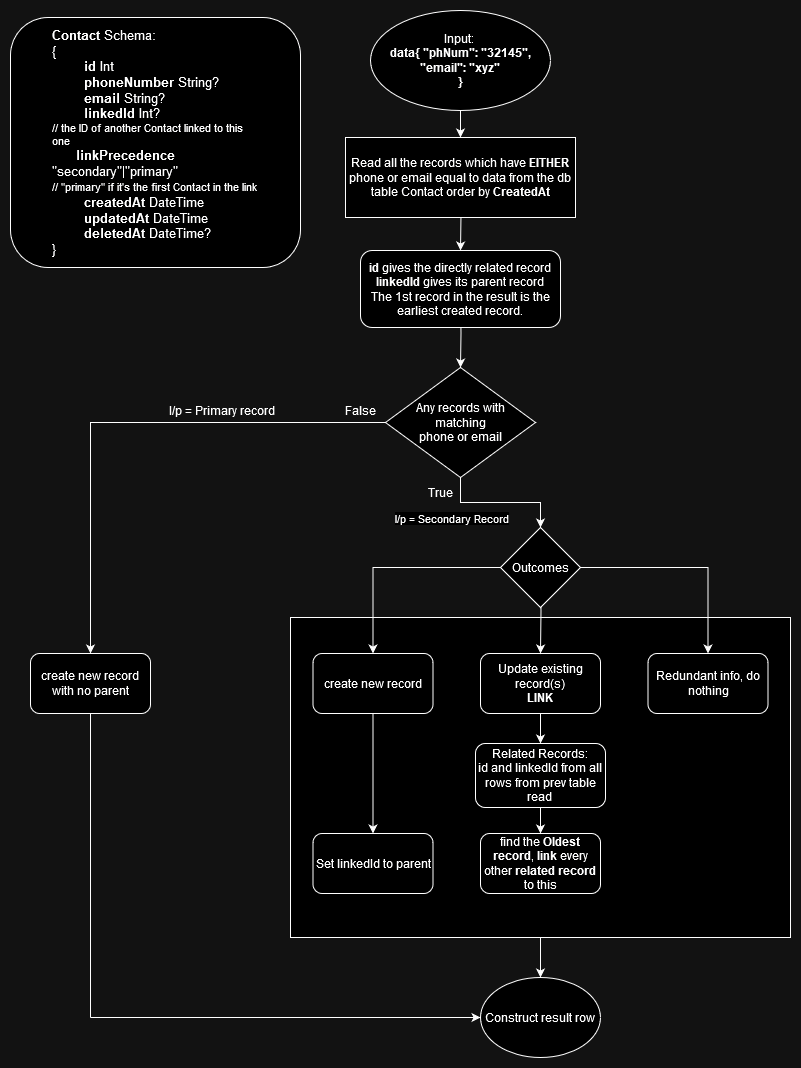 Contact Schema:
{
id Int
phoneNumber String?
email String?
linkedId Int?
// the ID of another Contact linked to this
one
linkPrecedence
"secondary"|"primary"
// "primary" if it's the first Contact in the link
createdAt DateTime
updatedAt DateTime
deletedAt DateTime?
}
Input:
data{ "phNum": "32145",
"email": "xyz"
}
Read all the records which have EITHER
phone or email equal to data from the db
table Contact order by CreatedAt
id gives the directly related record
linkedId gives its parent record
The 1st record in the result is the
earliest created record.
Any records with
matching
phone or email
False
I/p = Primary record
True
I/p = Secondary Record
Outcomes
create new record
with no parent
create new record
Set linkedId to parent
Update existing
record(s)
LINK
Related Records:
id and linkedId from all
rows from prev table
read
find the Oldest
record, link every
other related record
to this
Redundant info, do
nothing
Construct result row